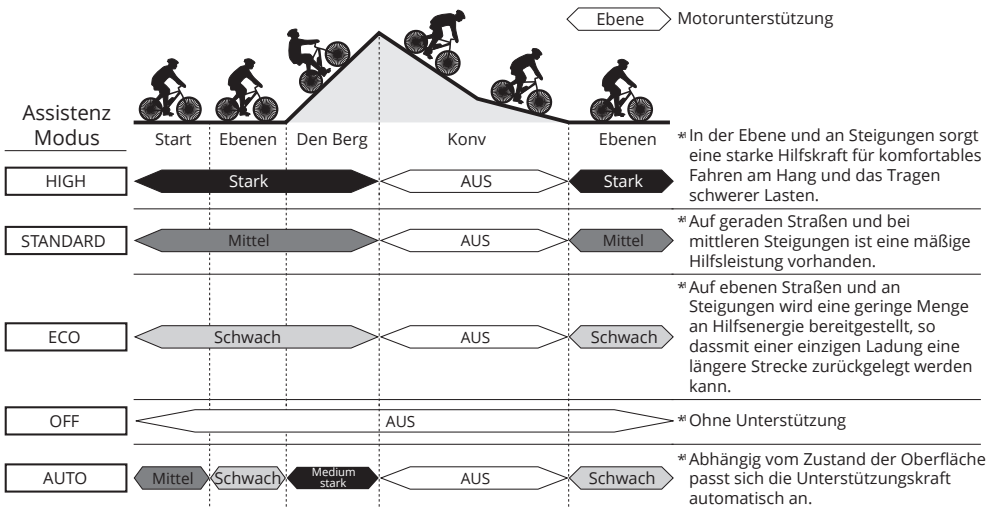 Ebene Motorunterstützung
Assistenz
Modus
Start Ebenen Den Berg Konv Ebenen
HIGH Stark AUS Stark
*In der Ebene und an Steigungen sorgt
eine starke Hilfskraft für komfortables
Fahren am Hang und das Tragen
schwerer Lasten.
STANDARD Mittel AUS Mittel
*Auf geraden Straßen und bei
mittleren Steigungen ist eine mäßige
Hilfsleistung vorhanden.
ECO Schwach AUS Schwach
*Auf ebenen Straßen und an
Steigungen wird eine geringe Menge
an Hilfsenergie bereitgestellt, so
dassmit einer einzigen Ladung eine
längere Strecke zurückgelegt werden
kann.
OFF AUS
*Ohne Unterstützung
AUTO Mittel Schwach Medium
stark AUS Schwach
*Abhängig vom Zustand der Oberfläche
passt sich die Unterstützungskraft
automatisch an.